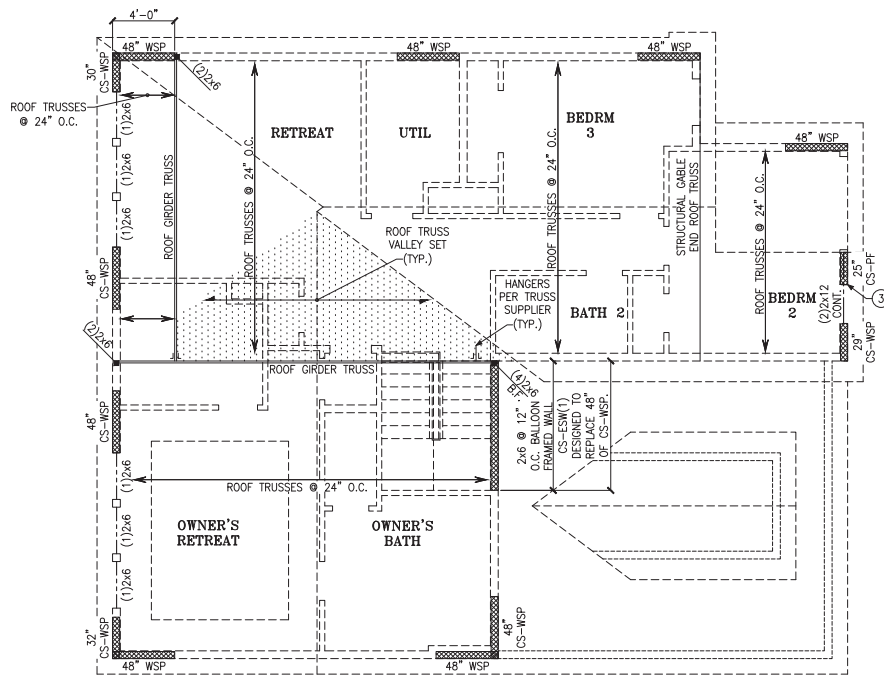 4'-0"
48" WSP
48" WSP
48" WSP
30"
CS-WSP
(2)2x6
ROOF TRUSSES
@ 24" O.C.
(1)2x6
(1)2x6
(1)2x6
ROOF GIRDER TRUSS
ROOF TRUSSES @ 24" O.C.
RETREAT
UTIL
BEDRM
3
ROOF TRUSSES @ 24" O.C.
STRUCTURAL GABLE
END ROOF TRUSS
48" WSP
ROOF TRUSSES @ 24" O.C.
ROOF TRUSS
VALLEY SET
(TYP.)
HANGERS
PER TRUSS
SUPPLIER
(TYP.)
BATH 2
BEDRM
2
(2)2x12
CONT.
25"
CS-PF
3
29"
CS-WSP
48"
CS-WSP
(2)2x6
ROOF GIRDER TRUSS
(4)2x6
B.F.
2x6 @ 12"
O.C. BALLOON
FRAMED WALL
CS-ESW(1)
DESIGNED TO
REPLACE 48"
OF CS-WSP.
48"
CS-WSP
(1)2x6
(1)2x6
(1)2x6
ROOF TRUSSES @ 24" O.C.
OWNER'S
RETREAT
OWNER'S
BATH
32"
CS-WSP
48" WSP
48" WSP
48"
CS-WSP